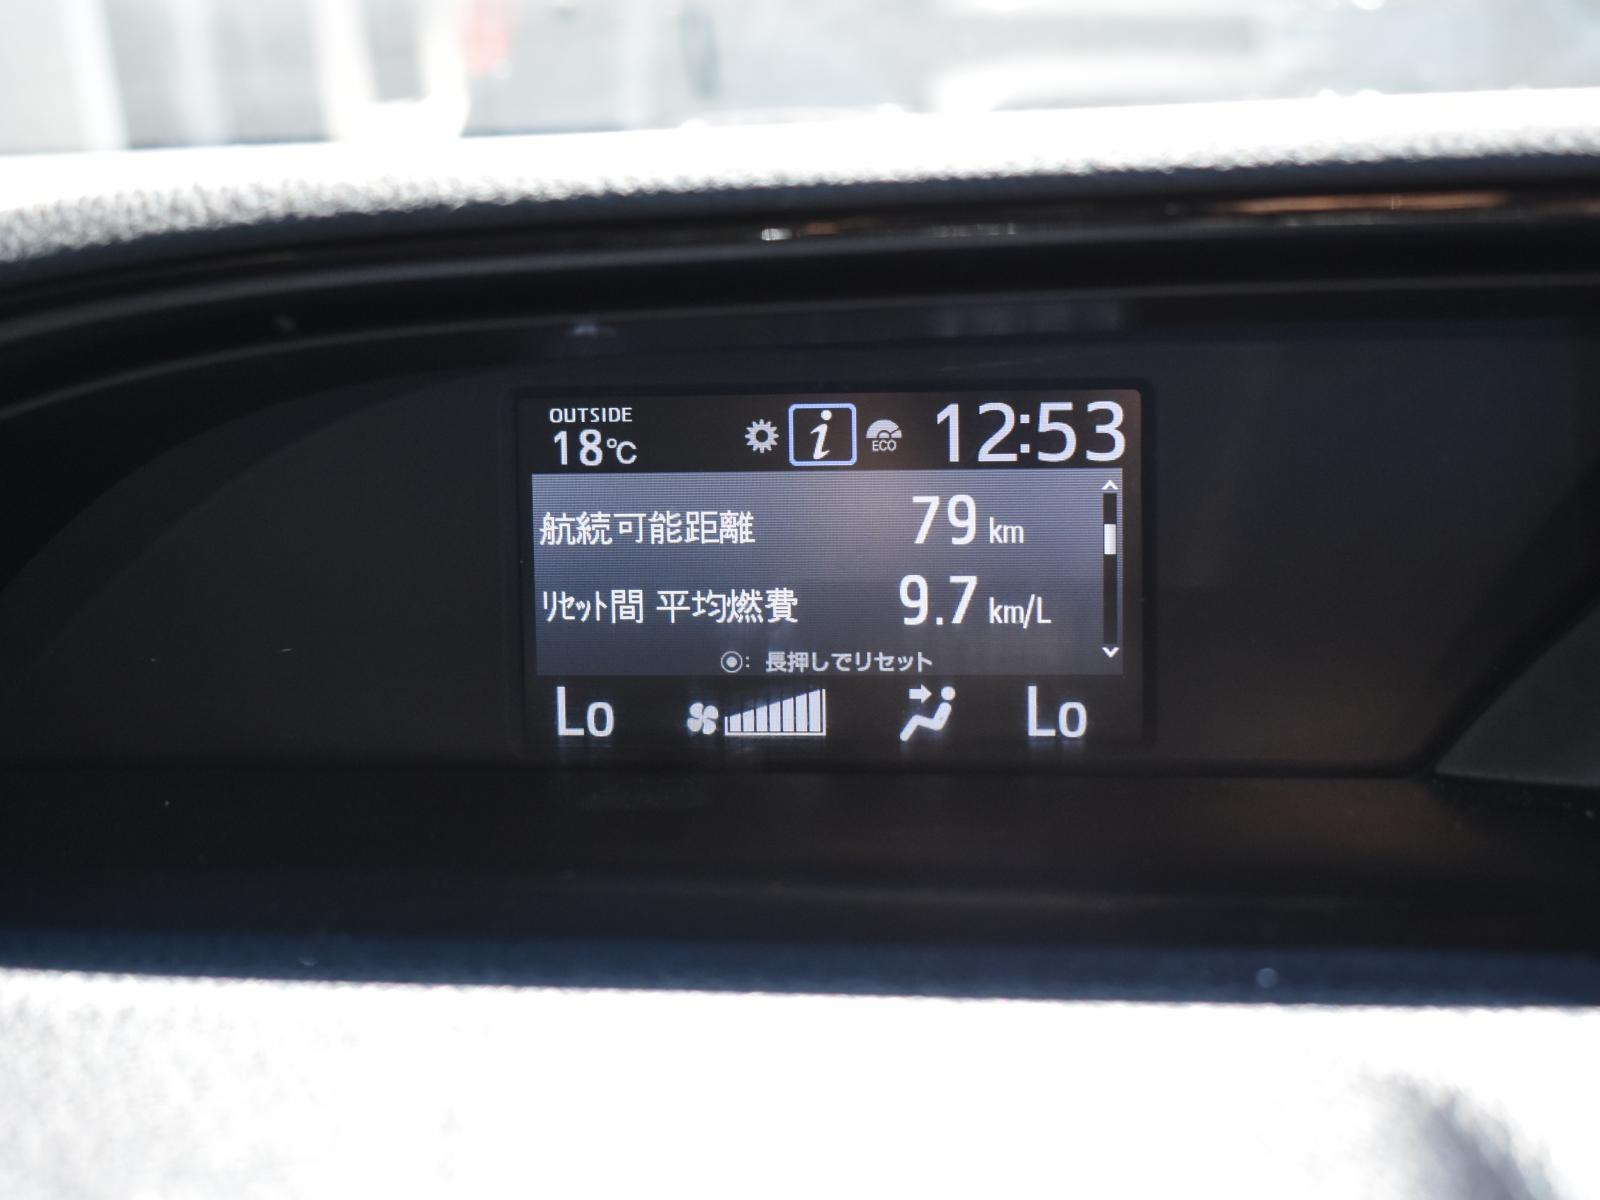 OUTSIDE
18℃
i
ECO
12:53
航続可能距離 79 km
ﾘｾｯﾄ間 平均燃費 9.7 km/L
◉: 長押しでリセット
Lo Lo